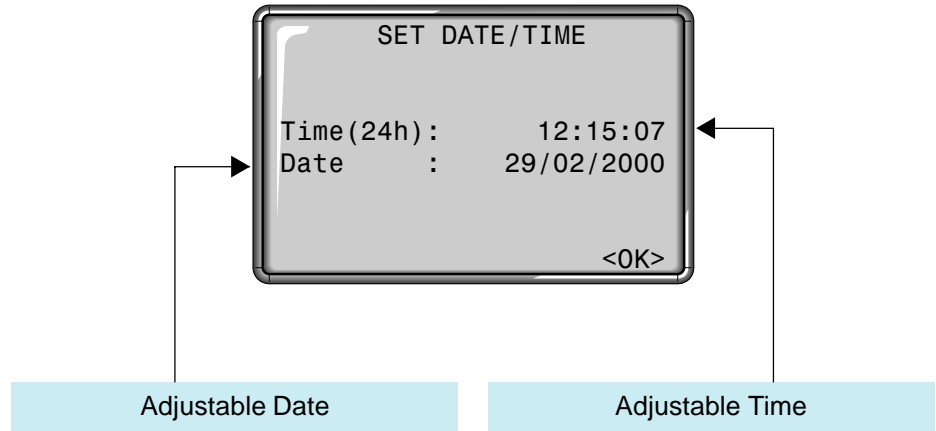 SET DATE/TIME
Time(24h): 12:15:07
Date : 29/02/2000
<OK>
Adjustable Date
Adjustable Time